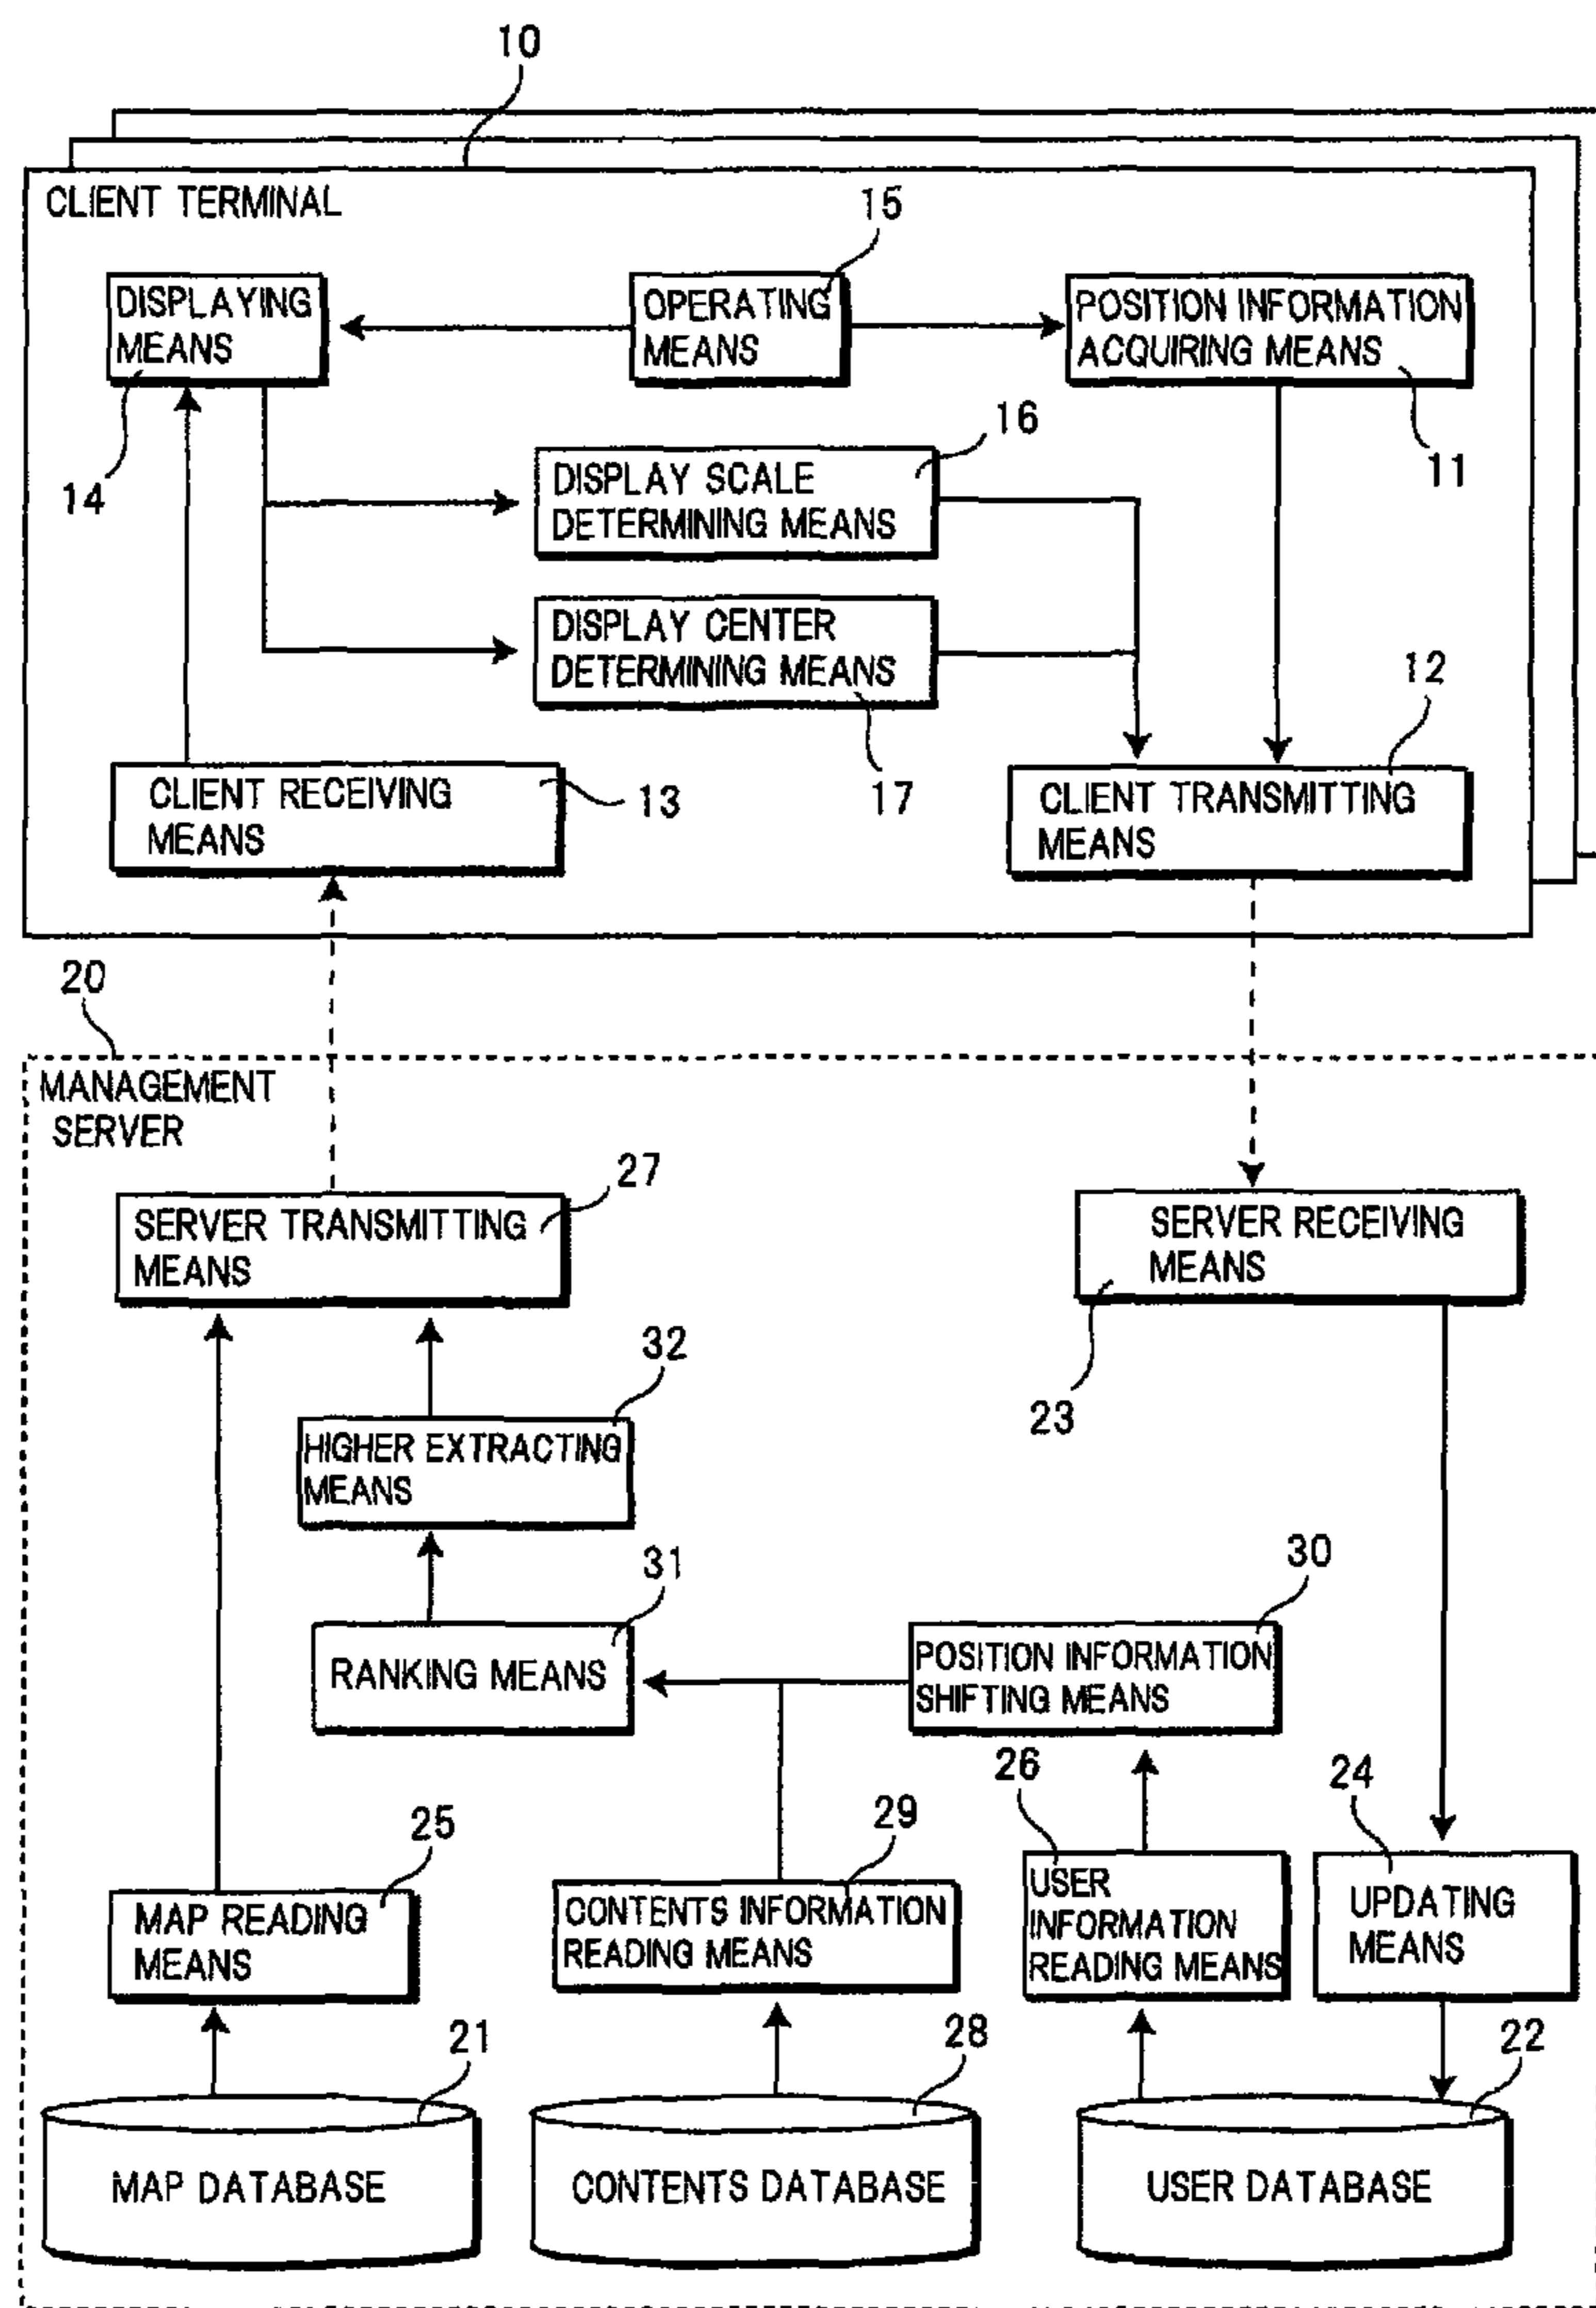 10
CLIENT TERMINAL
15
DISPLAYING
MEANS
OPERATING
MEANS
POSITION INFORMATION
ACQUIRING MEANS
14
16
11
DISPLAY SCALE
DETERMINING MEANS
DISPLAY CENTER
DETERMINING MEANS
12
17
CLIENT RECEIVING
MEANS
13
CLIENT TRANSMITTING
MEANS
20
MANAGEMENT
SERVER
27
SERVER TRANSMITTING
MEANS
SERVER RECEIVING
MEANS
32
23
HIGHER EXTRACTING
MEANS
31
30
RANKING MEANS
POSITION INFORMATION
SHIFTING MEANS
26
24
25
29
MAP READING
MEANS
CONTENTS INFORMATION
READING MEANS
USER
INFORMATION
READING MEANS
UPDATING
MEANS
21
28
22
MAP DATABASE
CONTENTS DATABASE
USER DATABASE